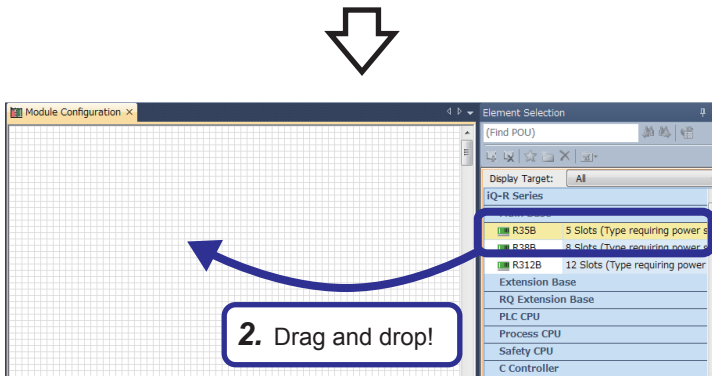 Module Configuration
Element Selection
(Find POU)
Display Target: All
iQ-R Series
Main Base
R35B 5 Slots (Type requiring power s
R38B 8 Slots (Type requiring power s
R312B 12 Slots (Type requiring power
Extension Base
RQ Extension Base
PLC CPU
Process CPU
Safety CPU
C Controller
2. Drag and drop!